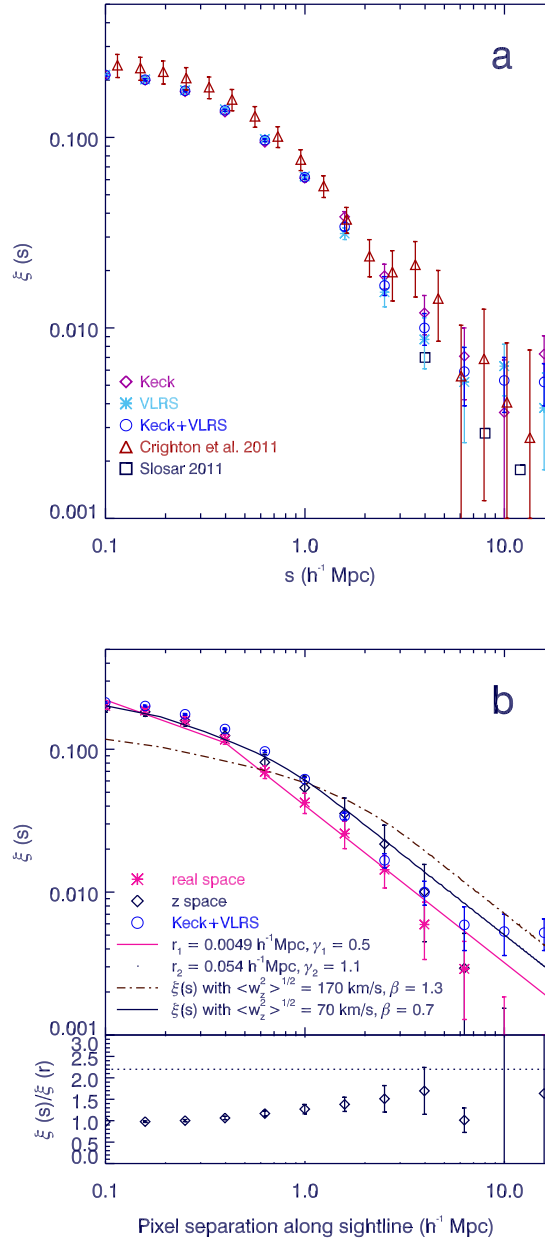 a
0.100
0.010
0.001
ξ (s)
Keck
VLRS
Keck+VLRS
Crighton et al. 2011
Slosar 2011
0.1 1.0 10.0
s (h⁻¹ Mpc)
b
0.100
0.010
0.001
ξ (s)
real space
z space
Keck+VLRS
r₁ = 0.0049 h⁻¹Mpc, γ₁ = 0.5
r₂ = 0.054 h⁻¹Mpc, γ₂ = 1.1
ξ(s) with <w_z²>^1/2 = 170 km/s, β = 1.3
ξ(s) with <w_z²>^1/2 = 70 km/s, β = 0.7
3.0
2.5
2.0
1.5
1.0
0.5
0.0
ξ (s)/ξ (r)
0.1 1.0 10.0
Pixel separation along sightline (h⁻¹ Mpc)